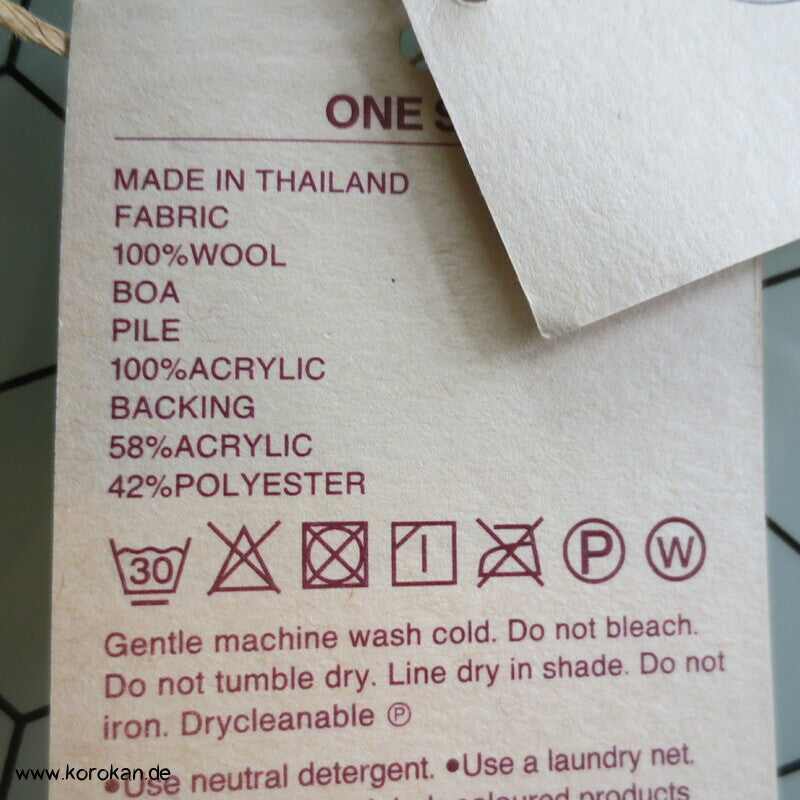 ONE
MADE IN THAILAND
FABRIC
100%WOOL
BOA
PILE
100%ACRYLIC
BACKING
58%ACRYLIC
42%POLYESTER
30 P W
Gentle machine wash cold. Do not bleach.
Do not tumble dry. Line dry in shade. Do not
iron. Drycleanable Ⓟ
•Use neutral detergent. •Use a laundry net.
coloured products
www.korokan.de